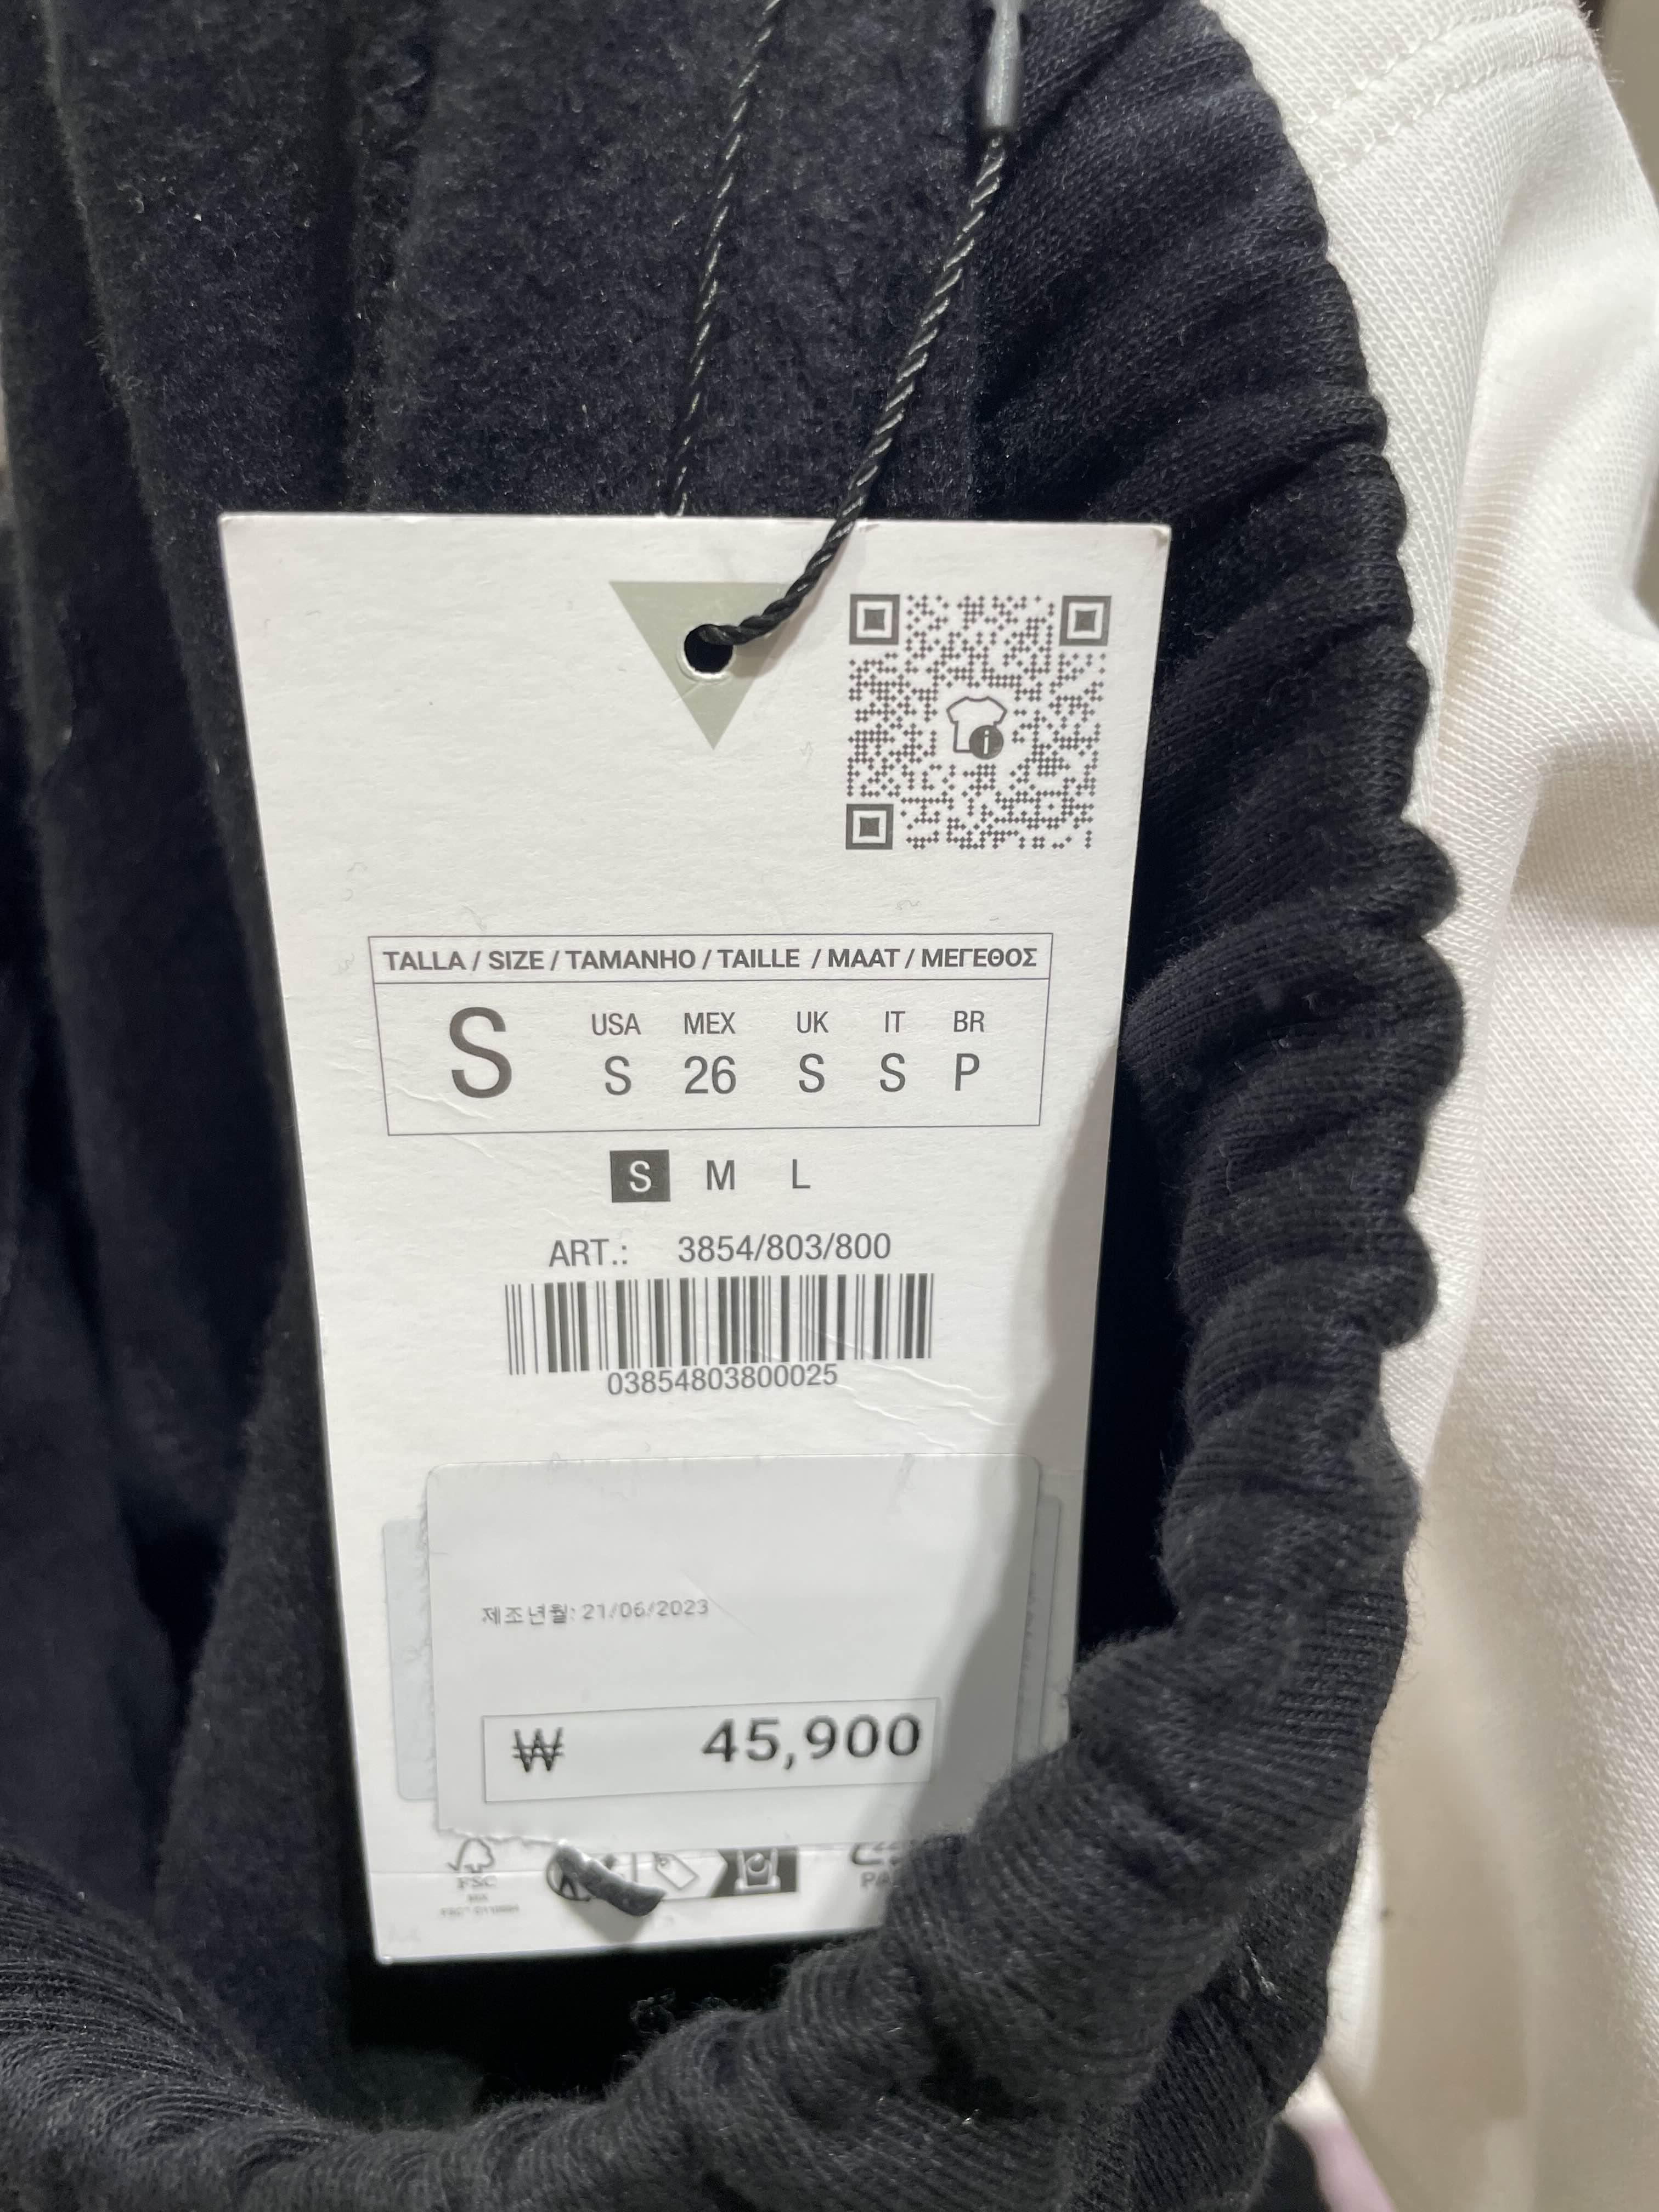 i
TALLA / SIZE / TAMANHO / TAILLE / MAAT / ΜΕΓΕΘΟΣ
S USA MEX UK IT BR
S 26 S S P
S M L
ART.: 3854/803/800
03854803800025
제조년월: 21/06/2023
₩ 45,900
FSC